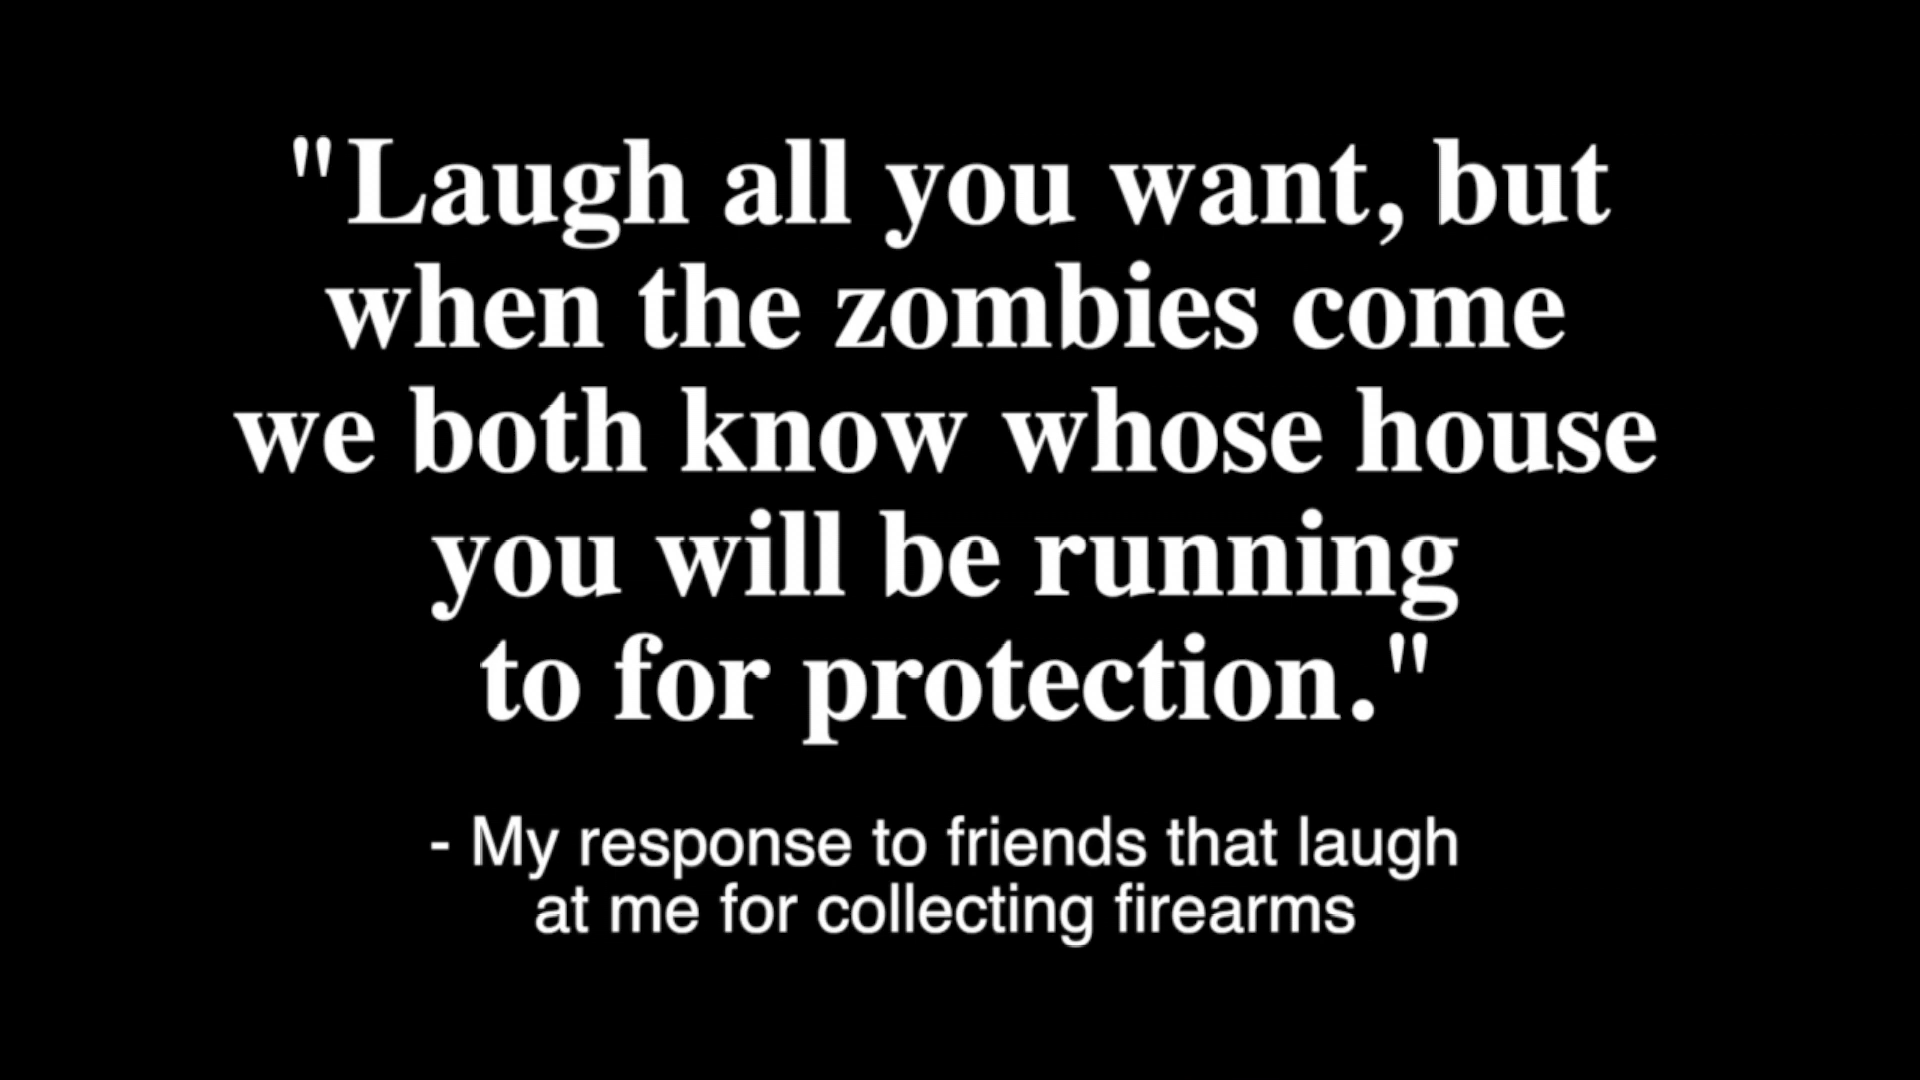 "Laugh all you want, but
when the zombies come
we both know whose house
you will be running
to for protection."
- My response to friends that laugh
at me for collecting firearms